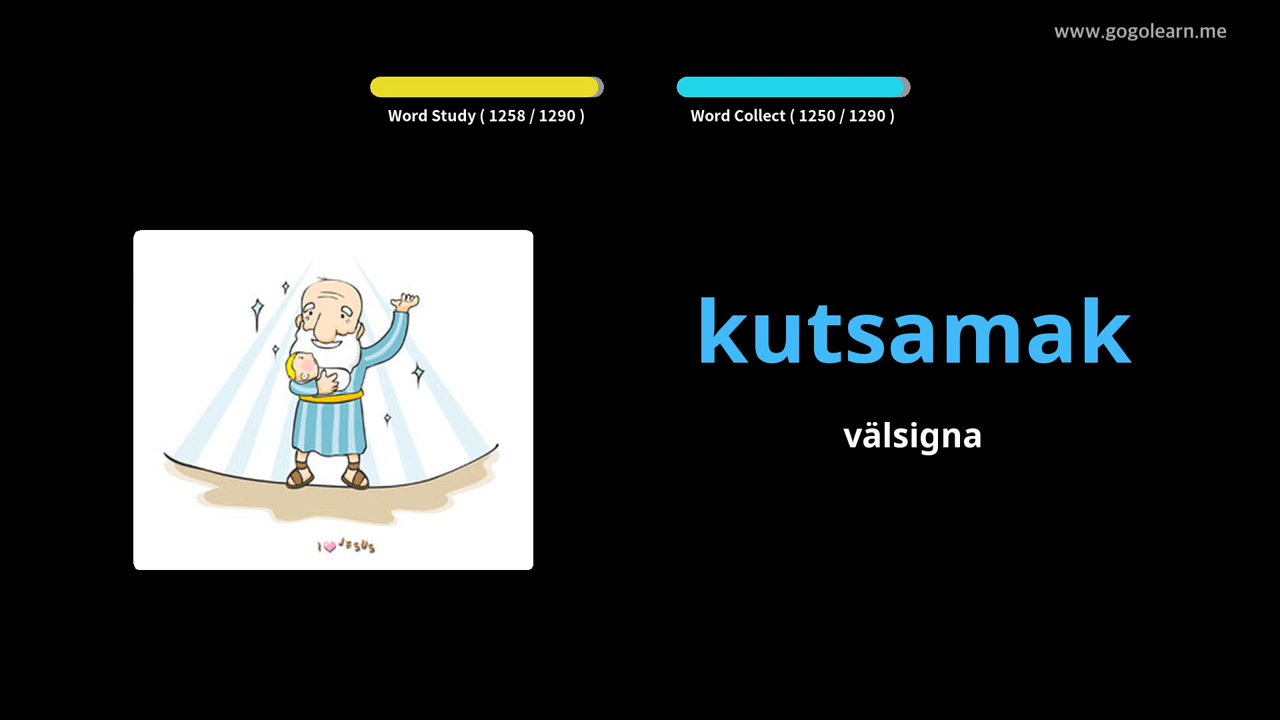 www.gogolearn.me
Word Study ( 1258 / 1290 )
Word Collect ( 1250 / 1290 )
kutsamak
välsigna
I JESUS